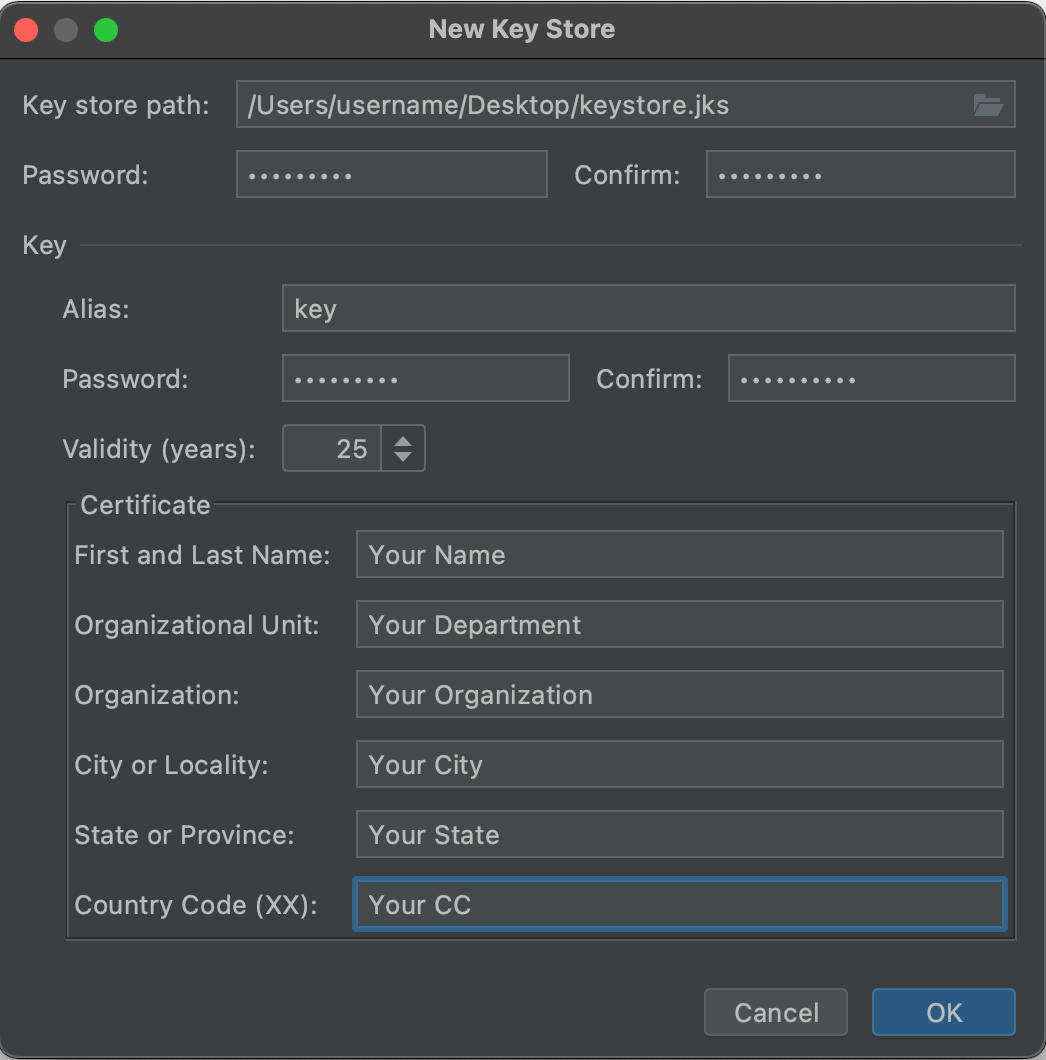 New Key Store
Key store path: /Users/username/Desktop/keystore.jks
Password: ••••••••• Confirm: •••••••••
Key
Alias: key
Password: ••••••••• Confirm: ••••••••••
Validity (years): 25
Certificate
First and Last Name: Your Name
Organizational Unit: Your Department
Organization: Your Organization
City or Locality: Your City
State or Province: Your State
Country Code (XX): Your CC
Cancel OK